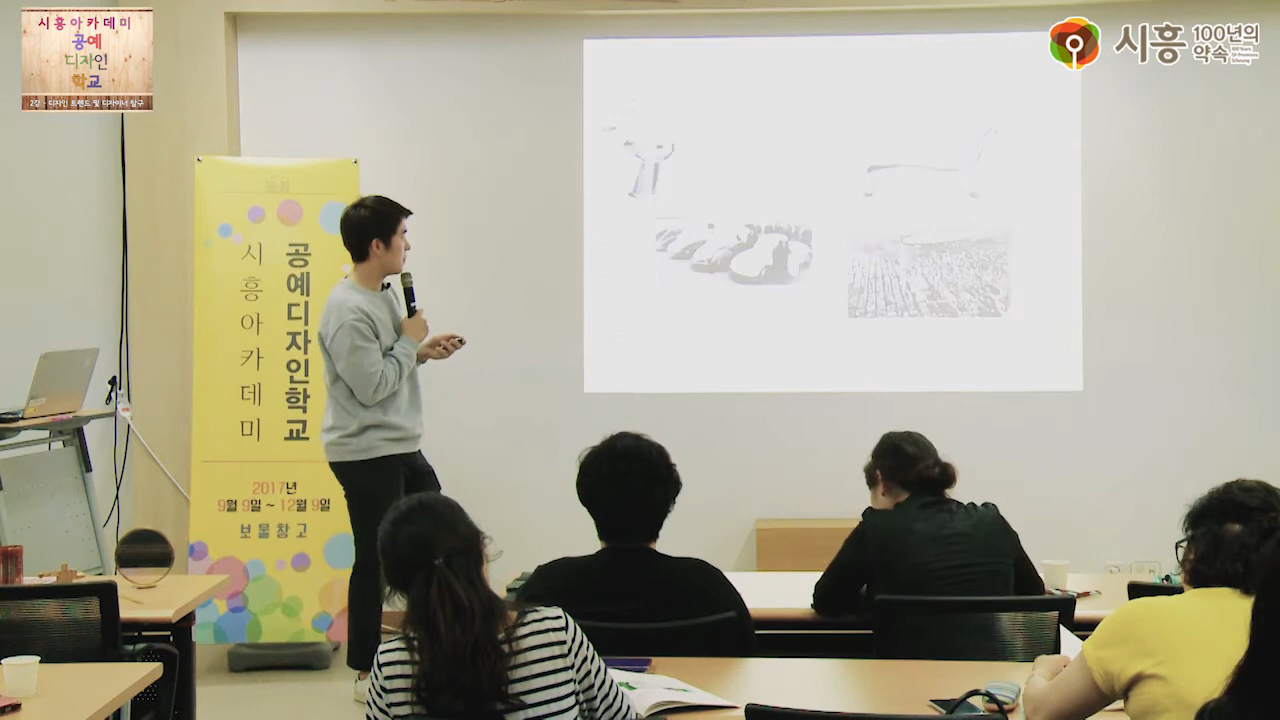 시흥아카데미
공예
디자인
학교
2강 - 디자인 트렌드 및 디자이너 탐구
시흥 100년의
약속
시흥아카데미
공예디자인학교
2017년
9월 9일 ~ 12월 9일
보물창고